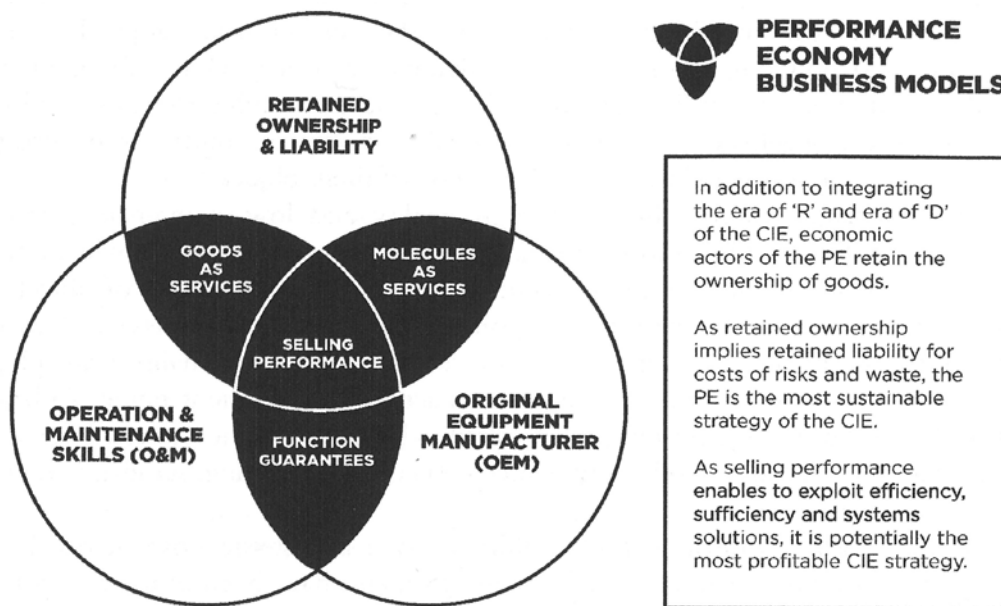 RETAINED
OWNERSHIP
& LIABILITY
GOODS
AS
SERVICES
MOLECULES
AS
SERVICES
SELLING
PERFORMANCE
OPERATION &
MAINTENANCE
SKILLS (O&M)
ORIGINAL
EQUIPMENT
MANUFACTURER
(OEM)
FUNCTION
GUARANTEES
PERFORMANCE
ECONOMY
BUSINESS MODELS
In addition to integrating
the era of ‘R’ and era of ‘D’
of the CIE, economic
actors of the PE retain the
ownership of goods.
As retained ownership
implies retained liability for
costs of risks and waste, the
PE is the most sustainable
strategy of the CIE.
As selling performance
enables to exploit efficiency,
sufficiency and systems
solutions, it is potentially the
most profitable CIE strategy.